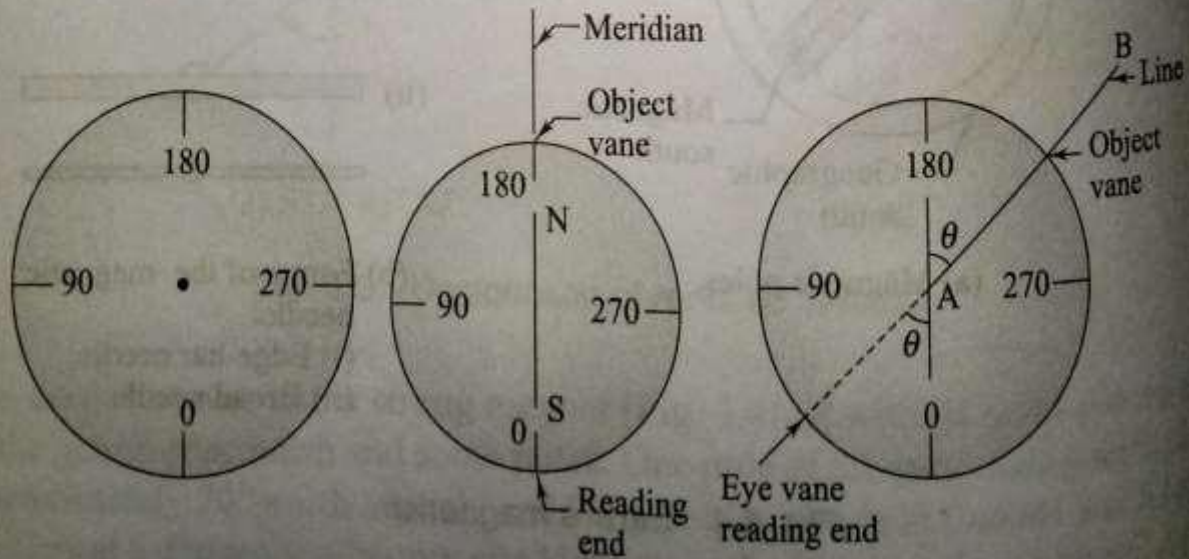 180
90
270
0
Meridian
Object
vane
180
N
90
270
S
0
Reading
end
B
Line
Object
vane
180
θ
90
270
A
θ
0
Eye vane
reading end